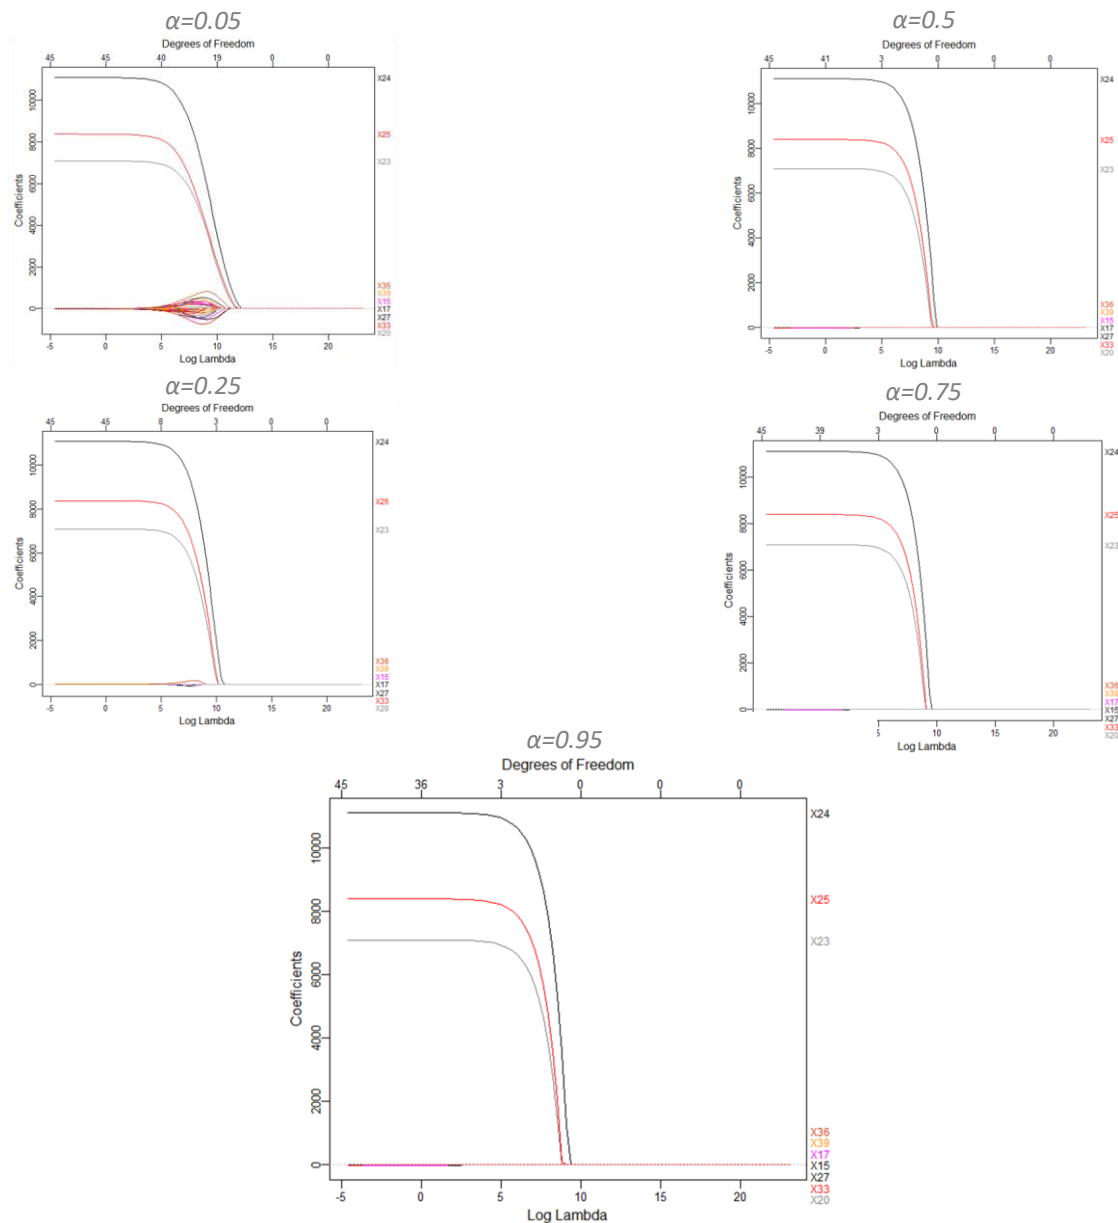 α=0.05
Degrees of Freedom
45 45 40 19 0 0
Coefficients
10000
8000
6000
4000
2000
0
X24
X25
X23
X36
X39
X15
X17
X27
X33
X20
-5 0 5 10 15 20
Log Lambda
α=0.5
Degrees of Freedom
45 41 3 0 0 0
Coefficients
10000
8000
6000
4000
2000
0
X24
X25
X23
X36
X39
X15
X17
X27
X33
X20
-5 0 5 10 15 20
Log Lambda
α=0.25
Degrees of Freedom
45 45 8 3 0 0
Coefficients
10000
8000
6000
4000
2000
0
X24
X25
X23
X36
X39
X15
X17
X27
X33
X20
-5 0 5 10 15 20
Log Lambda
α=0.75
Degrees of Freedom
45 39 3 0 0 0
Coefficients
10000
8000
6000
4000
2000
0
X24
X25
X23
X36
X39
X17
X15
X27
X33
X20
5 10 15 20
Log Lambda
α=0.95
Degrees of Freedom
45 36 3 0 0 0
Coefficients
10000
8000
6000
4000
2000
0
X24
X25
X23
X36
X39
X17
X15
X27
X33
X20
-5 0 5 10 15 20
Log Lambda